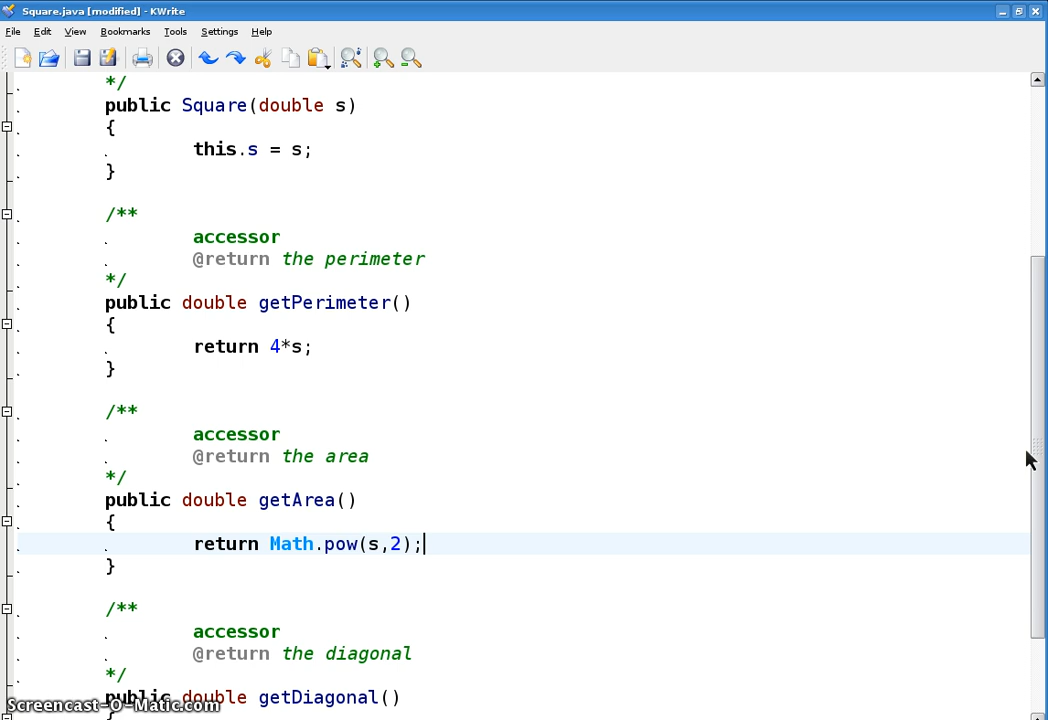 Square.java [modified] - KWrite
File Edit View Bookmarks Tools Settings Help
*/
public Square(double s)
{
this.s = s;
}
/**
accessor
@return the perimeter
*/
public double getPerimeter()
{
return 4*s;
}
/**
accessor
@return the area
*/
public double getArea()
{
return Math.pow(s,2);
}
/**
accessor
@return the diagonal
*/
public double getDiagonal()
{
Screencast-O-Matic.com